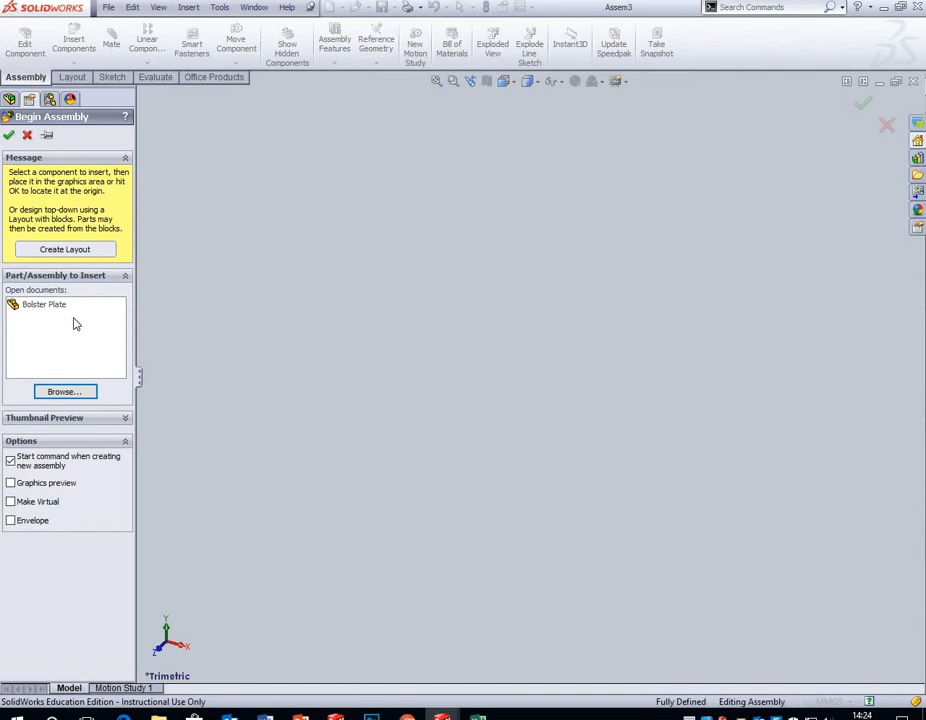 SOLIDWORKS File Edit View Insert Tools Window Help Assem3 Search Commands
Edit Component
Insert Components
Mate
Linear Compon...
Smart Fasteners
Move Component
Show Hidden Components
Assembly Features
Reference Geometry
New Motion Study
Bill of Materials
Exploded View
Explode Line Sketch
Instant3D
Update Speedpak
Take Snapshot
Assembly Layout Sketch Evaluate Office Products
Begin Assembly ?
Message
Select a component to insert, then
place it in the graphics area or hit
OK to locate it at the origin.
Or design top-down using a
Layout with blocks. Parts may
then be created from the blocks.
Create Layout
Part/Assembly to Insert
Open documents:
Bolster Plate
Browse...
Thumbnail Preview
Options
Start command when creating
new assembly
Graphics preview
Make Virtual
Envelope
Y
X
Z
*Trimetric
Model Motion Study 1
SolidWorks Education Edition - Instructional Use Only Fully Defined Editing Assembly MMGS ?
14:24